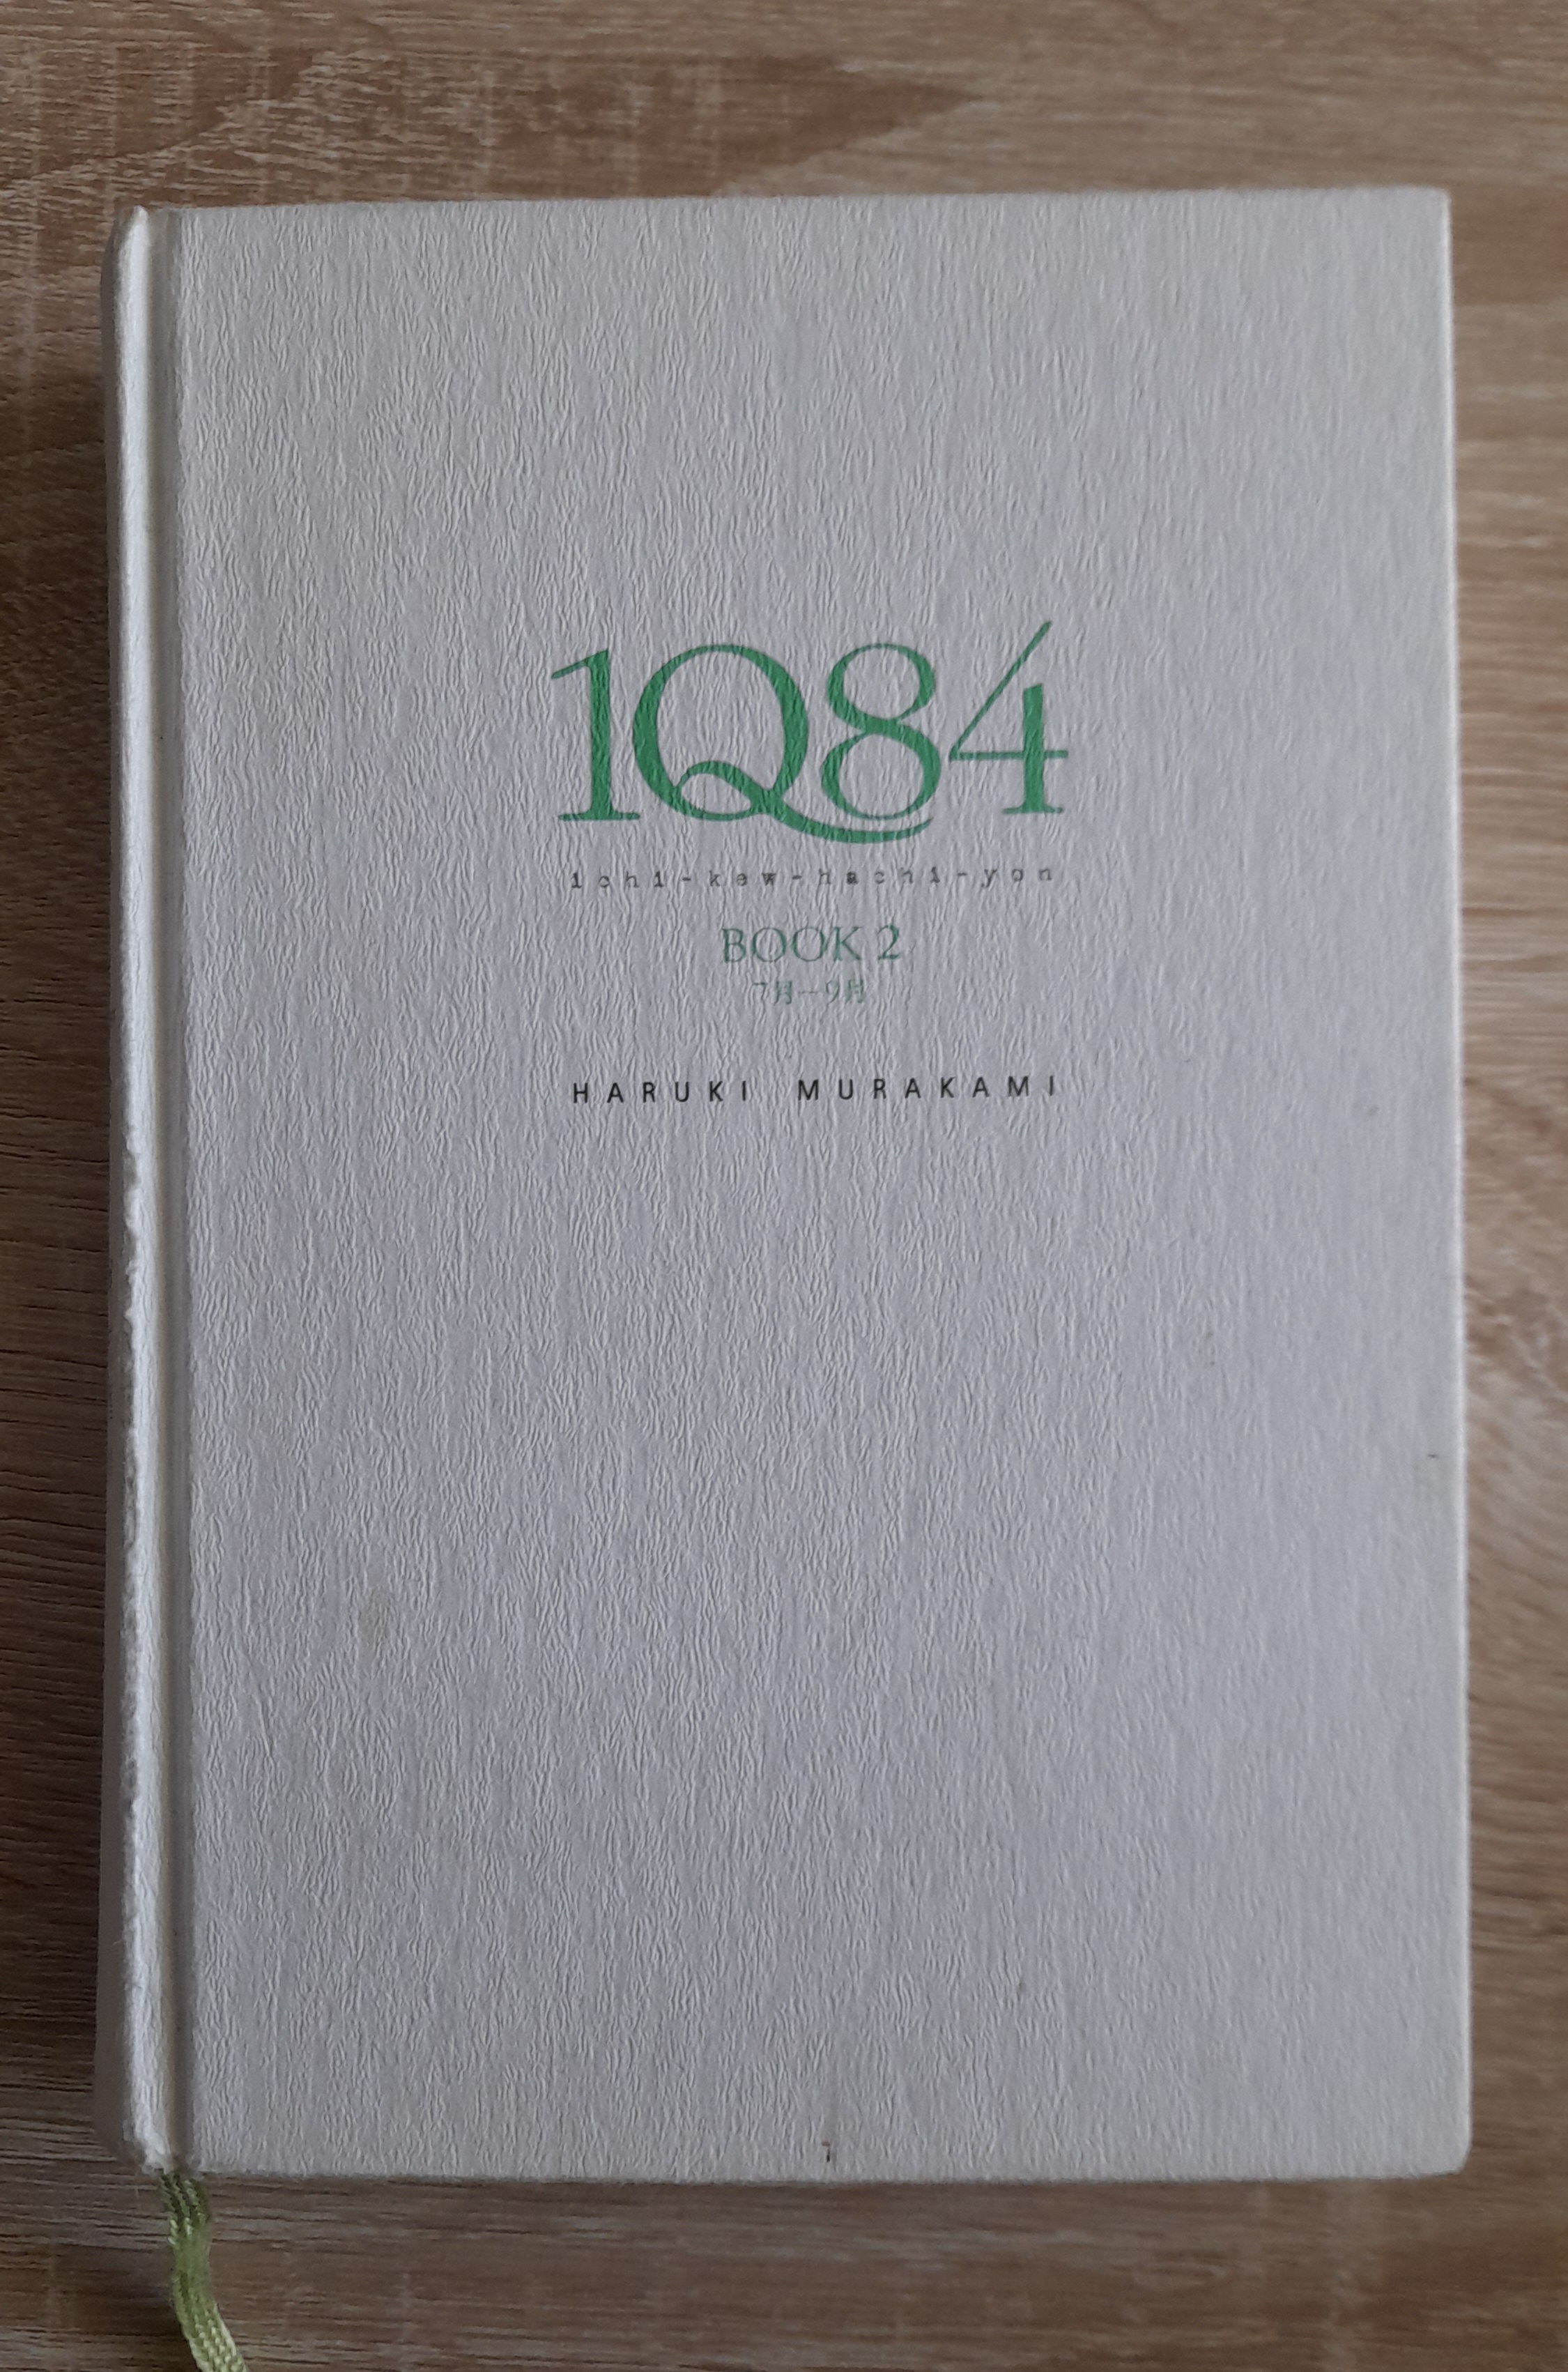 1Q84
ichi-kew-hachi-yon
BOOK 2
7月—9月
HARUKI MURAKAMI